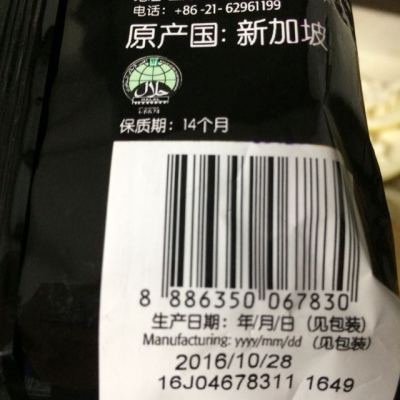 电话：+86 -21- 62961199
原产国：新加坡
حلال
保质期：14个月
8 886350 067830
生产日期：年/月/日（见包装）
Manufacturing: yyyy/mm/dd （见包装）
2016/10/28
16J04678311 1649